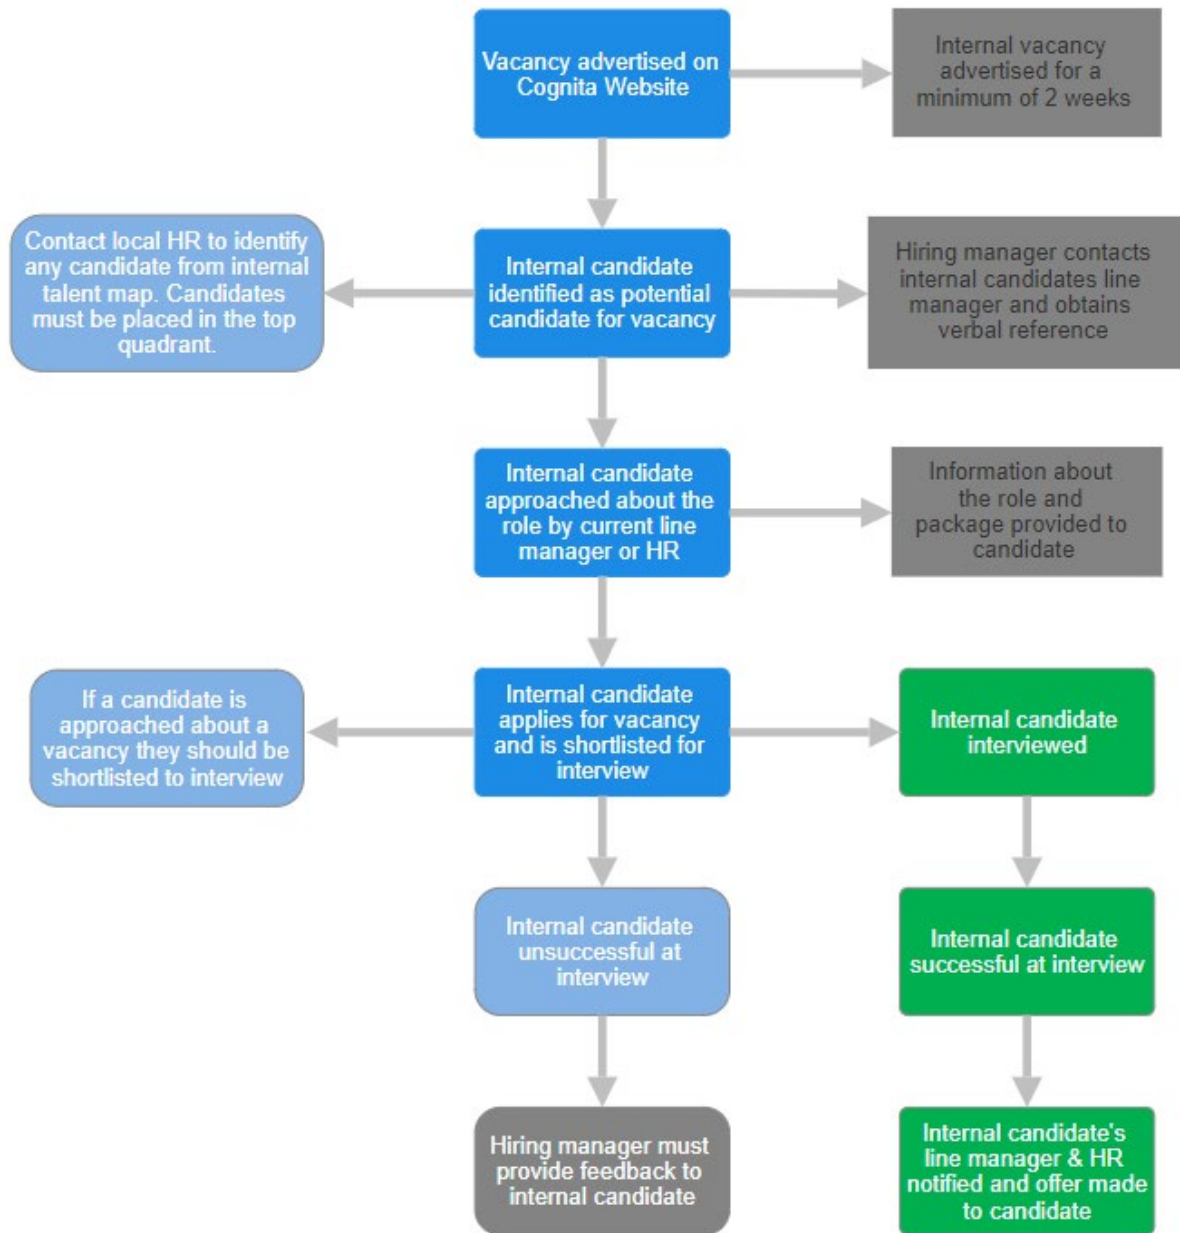 Vacancy advertised on
Cognita Website
Internal vacancy
advertised for a
minimum of 2 weeks
Contact local HR to identify
any candidate from internal
talent map. Candidates
must be placed in the top
quadrant.
Internal candidate
identified as potential
candidate for vacancy
Hiring manager contacts
internal candidates line
manager and obtains
verbal reference
Internal candidate
approached about the
role by current line
manager or HR
Information about
the role and
package provided to
candidate
If a candidate is
approached about a
vacancy they should be
shortlisted to interview
Internal candidate
applies for vacancy
and is shortlisted for
interview
Internal candidate
interviewed
Internal candidate
unsuccessful at
interview
Internal candidate
successful at interview
Hiring manager must
provide feedback to
internal candidate
Internal candidate's
line manager & HR
notified and offer made
to candidate